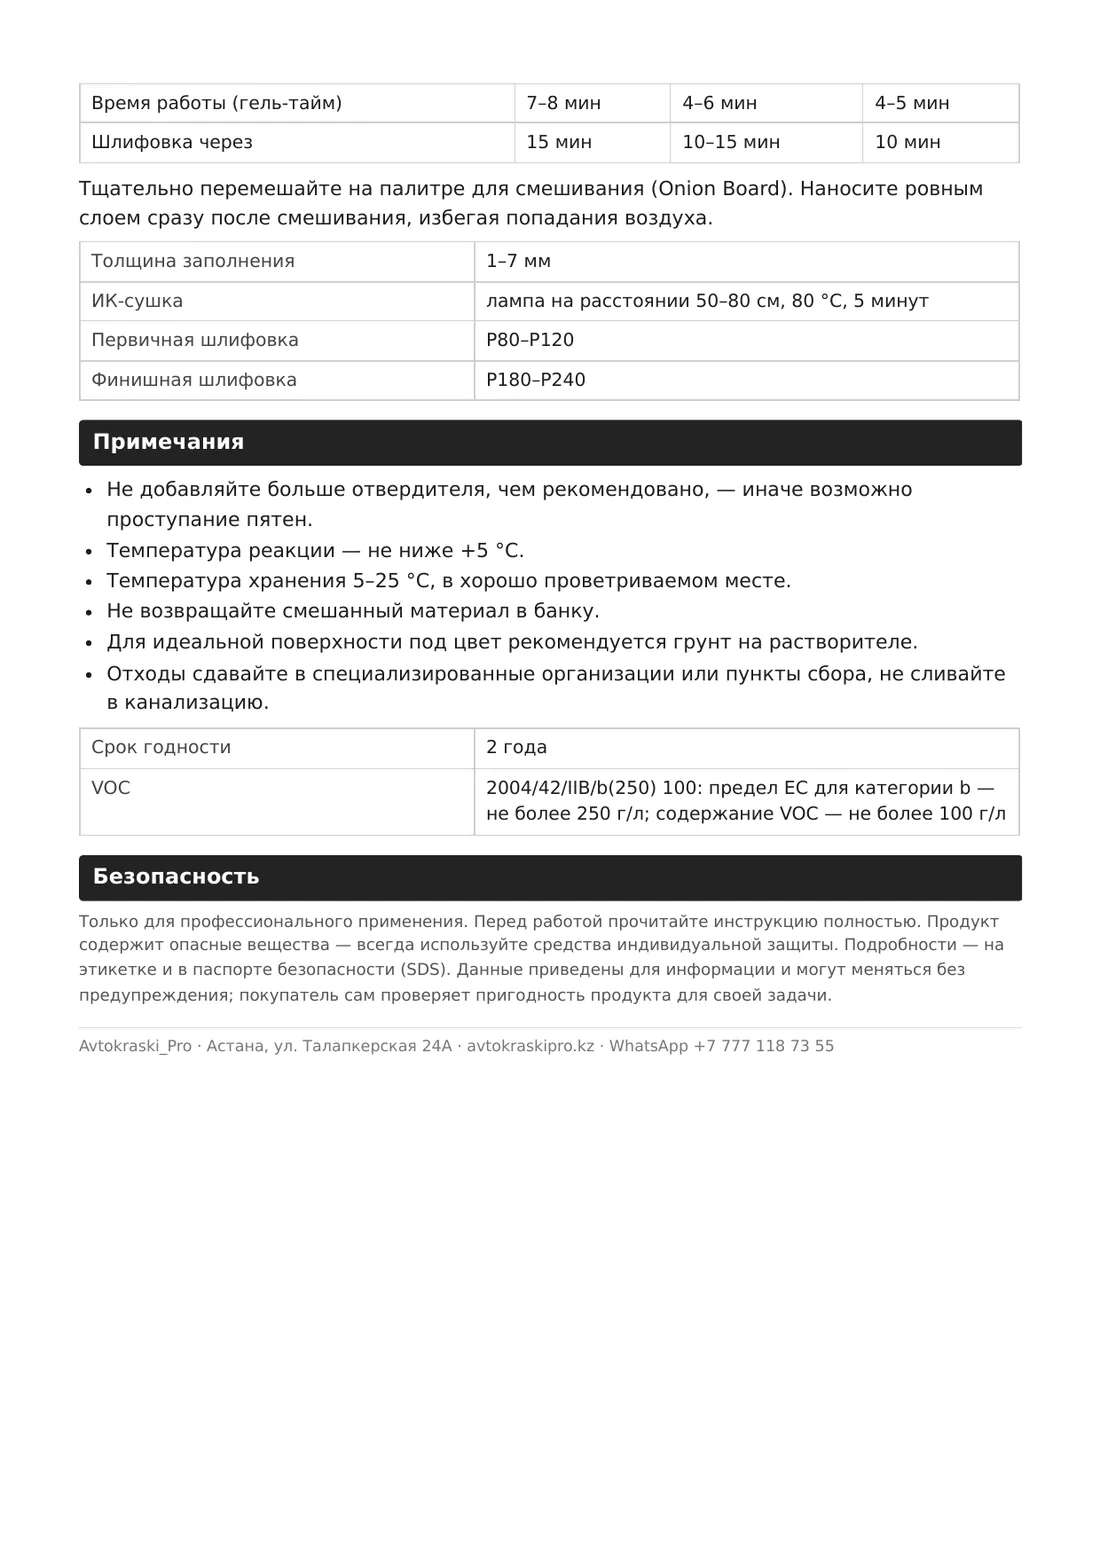 Время работы (гель-тайм) 7–8 мин 4–6 мин 4–5 мин
Шлифовка через 15 мин 10–15 мин 10 мин
Тщательно перемешайте на палитре для смешивания (Onion Board). Наносите ровным
слоем сразу после смешивания, избегая попадания воздуха.
Толщина заполнения 1–7 мм
ИК-сушка лампа на расстоянии 50–80 см, 80 °C, 5 минут
Первичная шлифовка P80–P120
Финишная шлифовка P180–P240
Примечания
• Не добавляйте больше отвердителя, чем рекомендовано, — иначе возможно
проступание пятен.
• Температура реакции — не ниже +5 °C.
• Температура хранения 5–25 °C, в хорошо проветриваемом месте.
• Не возвращайте смешанный материал в банку.
• Для идеальной поверхности под цвет рекомендуется грунт на растворителе.
• Отходы сдавайте в специализированные организации или пункты сбора, не сливайте
в канализацию.
Срок годности 2 года
VOC 2004/42/IIB/b(250) 100: предел ЕС для категории b —
не более 250 г/л; содержание VOC — не более 100 г/л
Безопасность
Только для профессионального применения. Перед работой прочитайте инструкцию полностью. Продукт
содержит опасные вещества — всегда используйте средства индивидуальной защиты. Подробности — на
этикетке и в паспорте безопасности (SDS). Данные приведены для информации и могут меняться без
предупреждения; покупатель сам проверяет пригодность продукта для своей задачи.
Avtokraski_Pro · Астана, ул. Талапкерская 24А · avtokraskipro.kz · WhatsApp +7 777 118 73 55